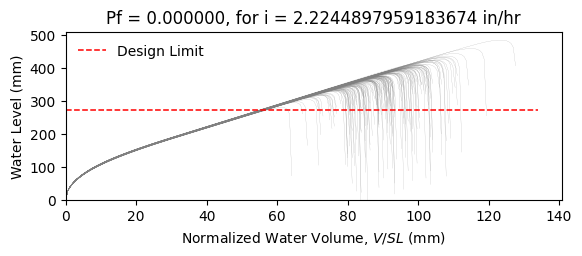 Pf = 0.000000, for i = 2.2244897959183674 in/hr
500
400
300
200
100
0
Water Level (mm)
Design Limit
0 20 40 60 80 100 120 140
Normalized Water Volume, V/SL (mm)